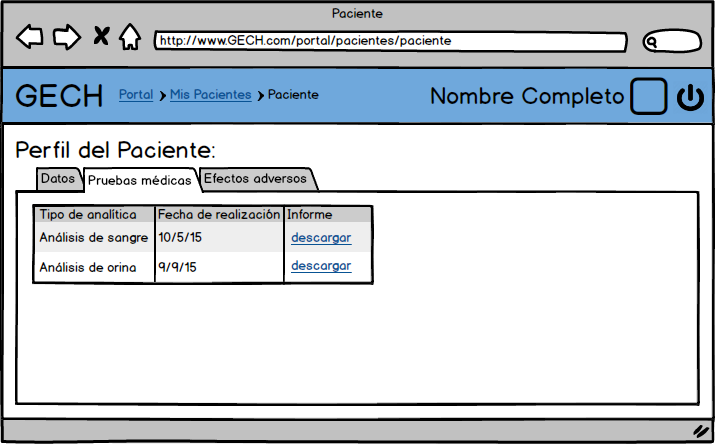 Paciente
http://www.GECH.com/portal/pacientes/paciente
GECH Portal Mis Pacientes Paciente Nombre Completo
Perfil del Paciente:
Datos Pruebas médicas Efectos adversos
Tipo de analítica Fecha de realización Informe
Análisis de sangre 10/5/15 descargar
Análisis de orina 9/9/15 descargar